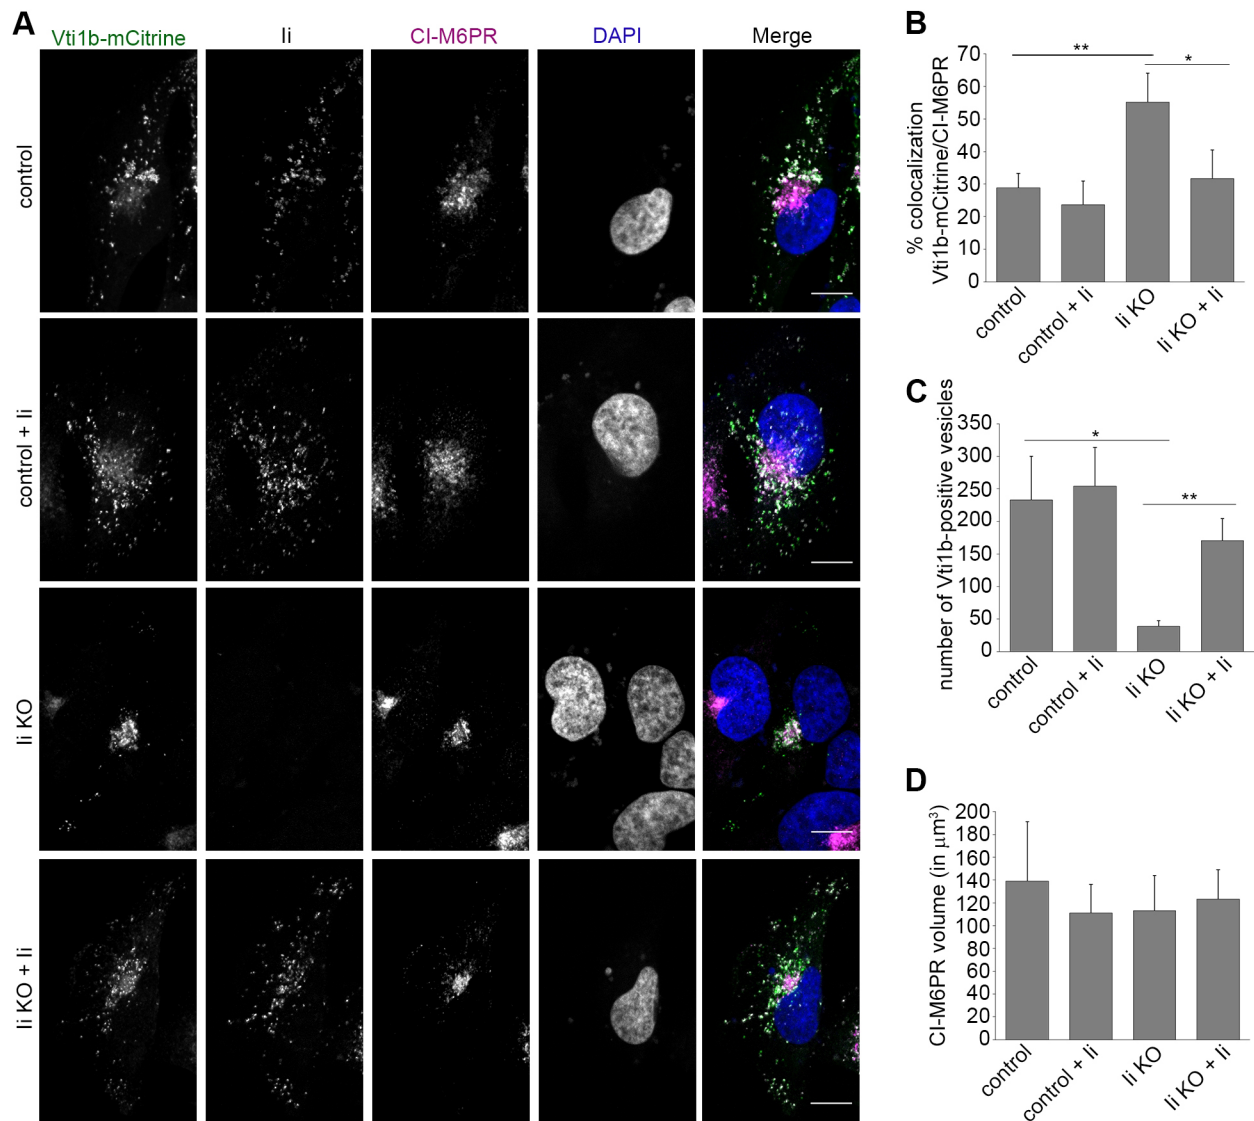 A
Vti1b-mCitrine
Ii
CI-M6PR
DAPI
Merge
control
control + Ii
Ii KO
Ii KO + Ii
B
% colocalization
Vti1b-mCitrine/CI-M6PR
70
60
50
40
30
20
10
0
**
*
control
control + Ii
Ii KO
Ii KO + Ii
C
number of Vti1b-positive vesicles
350
300
250
200
150
100
50
0
*
**
control
control + Ii
Ii KO
Ii KO + Ii
D
CI-M6PR volume (in µm³)
200
180
160
140
120
100
80
60
40
20
0
control
control + Ii
Ii KO
Ii KO + Ii